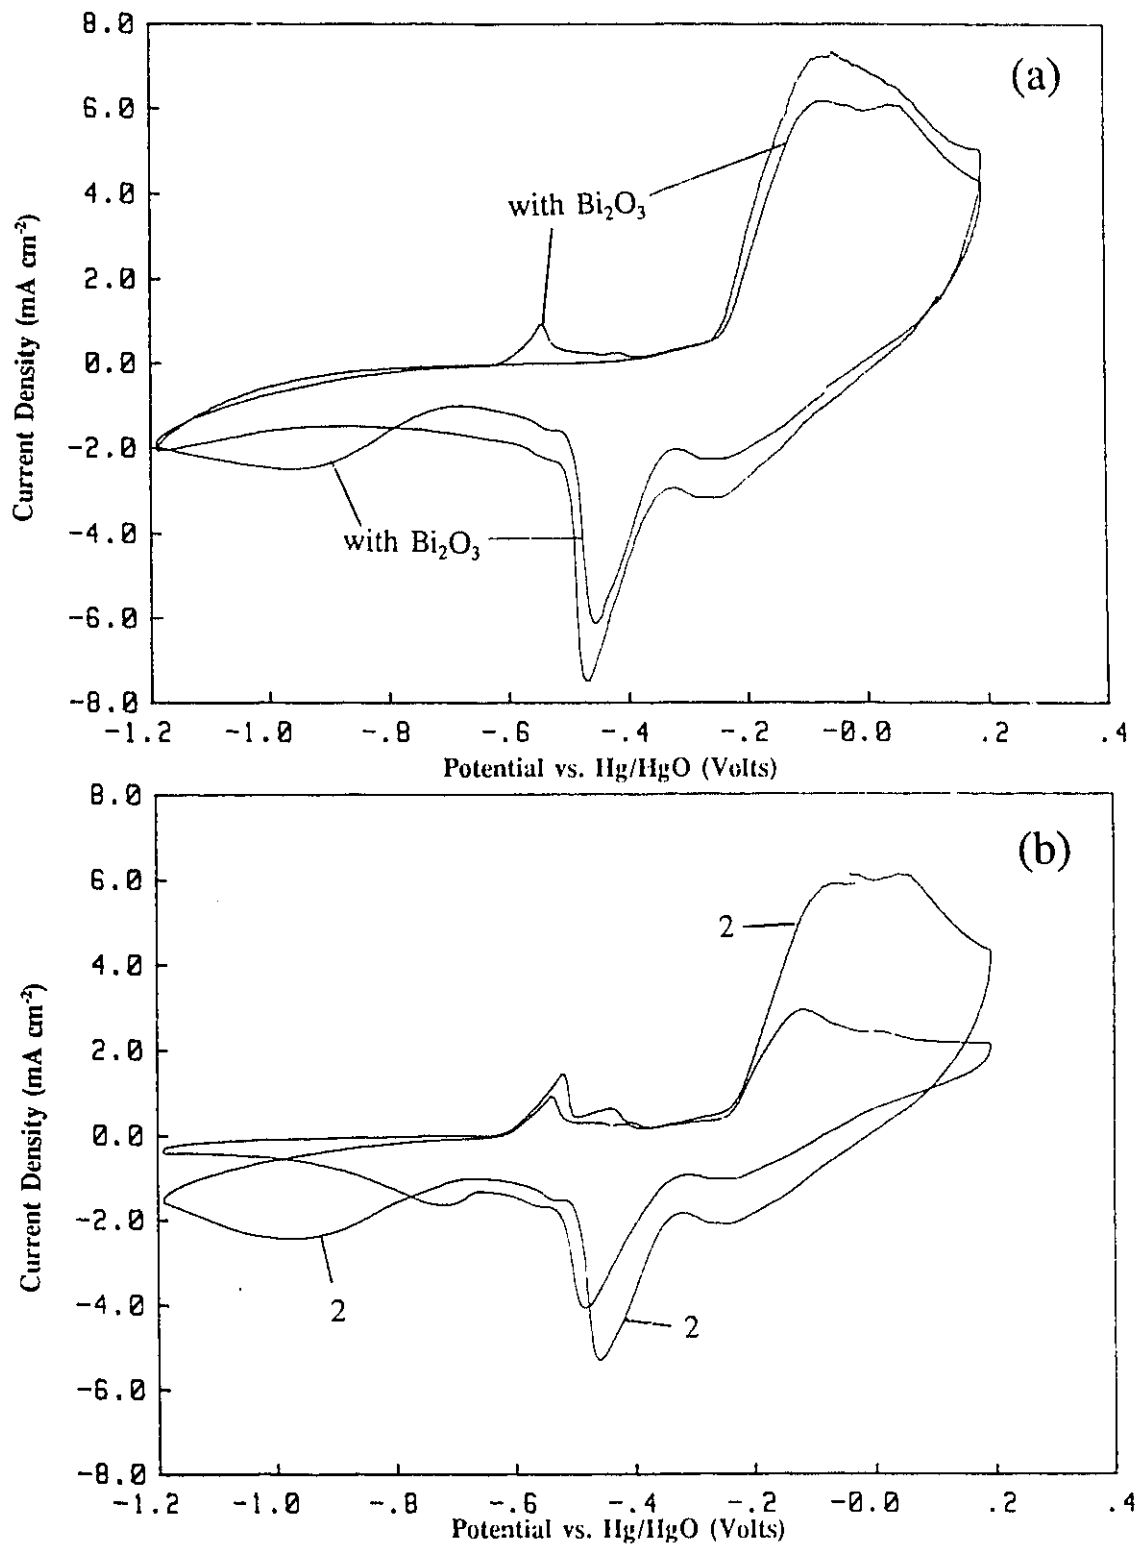 8.0
6.0
4.0
2.0
0.0
-2.0
-4.0
-6.0
-8.0
Current Density (mA cm⁻²)
(a)
with Bi₂O₃
with Bi₂O₃
-1.2 -1.0 -.8 -.6 -.4 -.2 -0.0 .2 .4
Potential vs. Hg/HgO (Volts)
8.0
6.0
4.0
2.0
0.0
-2.0
-4.0
-6.0
-8.0
Current Density (mA cm⁻²)
(b)
2
2
2
-1.2 -1.0 -.8 -.6 -.4 -.2 -0.0 .2 .4
Potential vs. Hg/HgO (Volts)